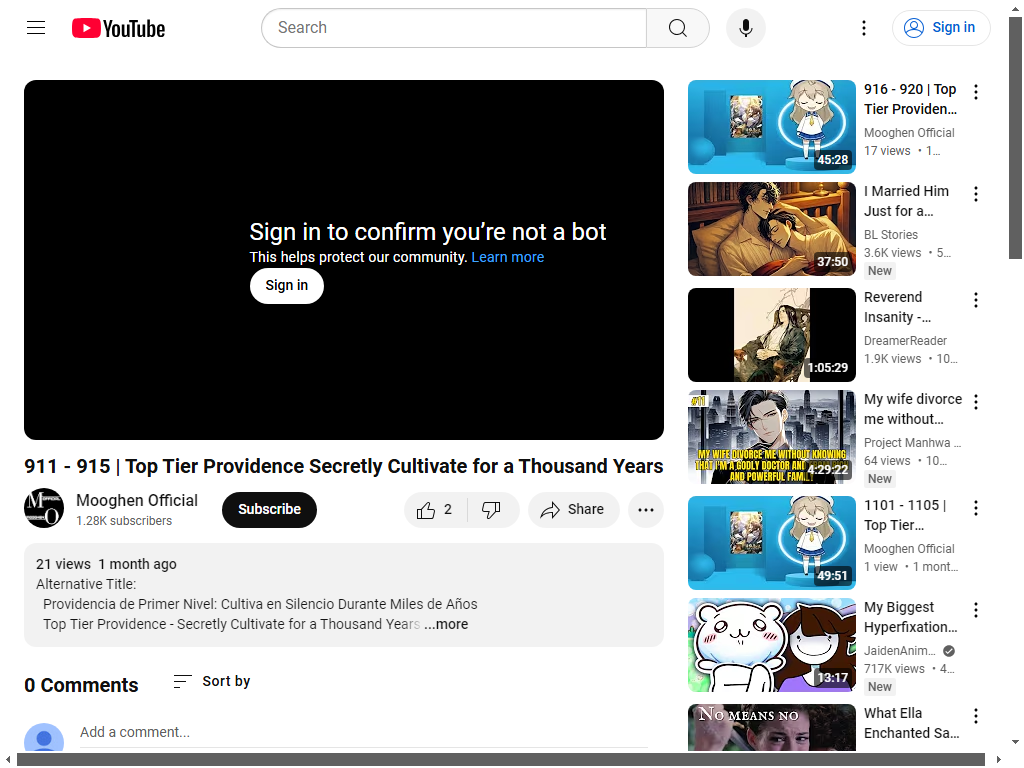 YouTube
Search
Sign in
Sign in to confirm you’re not a bot
This helps protect our community. Learn more
Sign in
911 - 915 | Top Tier Providence Secretly Cultivate for a Thousand Years
Mooghen Official
1.28K subscribers
Subscribe
2
Share
21 views 1 month ago
Alternative Title:
Providencia de Primer Nivel: Cultiva en Silencio Durante Miles de Años
Top Tier Providence - Secretly Cultivate for a Thousand Years ...more
0 Comments
Sort by
Add a comment...
45:28
916 - 920 | Top
Tier Providen...
Mooghen Official
17 views • 1...
37:50
I Married Him
Just for a...
BL Stories
3.6K views • 5...
New
1:05:29
Reverend
Insanity -...
DreamerReader
1.9K views • 10...
#11
MY WIFE DIVORCE ME WITHOUT KNOWING
THAT I'M A GODLY DOCTOR AND
AND POWERFUL
4:29:22
My wife divorce
me without...
Project Manhwa ...
64 views • 10...
New
49:51
1101 - 1105 |
Top Tier...
Mooghen Official
1 view • 1 mont...
13:17
My Biggest
Hyperfixation...
JaidenAnim...
717K views • 4...
New
NO MEANS NO
What Ella
Enchanted Sa...